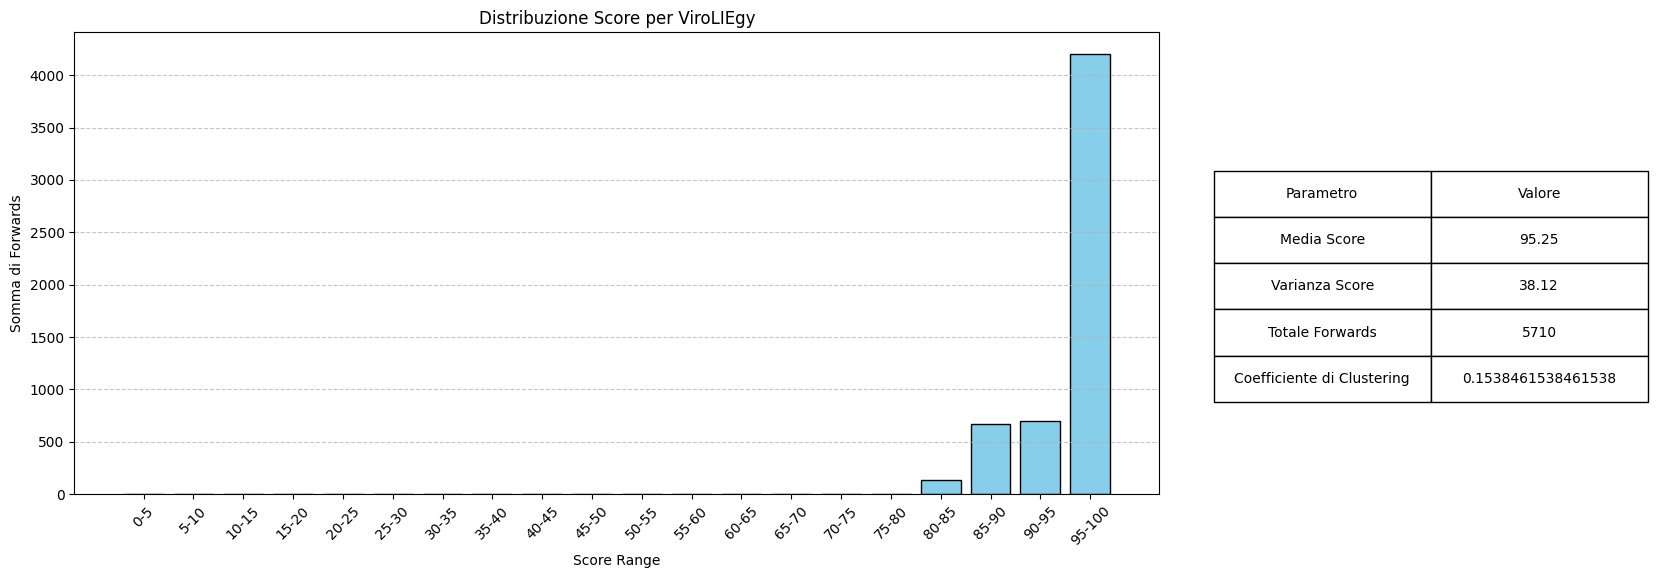 Distribuzione Score per ViroLIEgy
Somma di Forwards
4000
3500
3000
2500
2000
1500
1000
500
0
0-5 5-10 10-15 15-20 20-25 25-30 30-35 35-40 40-45 45-50 50-55 55-60 60-65 65-70 70-75 75-80 80-85 85-90 90-95 95-100
Score Range
Parametro Valore
Media Score 95.25
Varianza Score 38.12
Totale Forwards 5710
Coefficiente di Clustering 0.1538461538461538